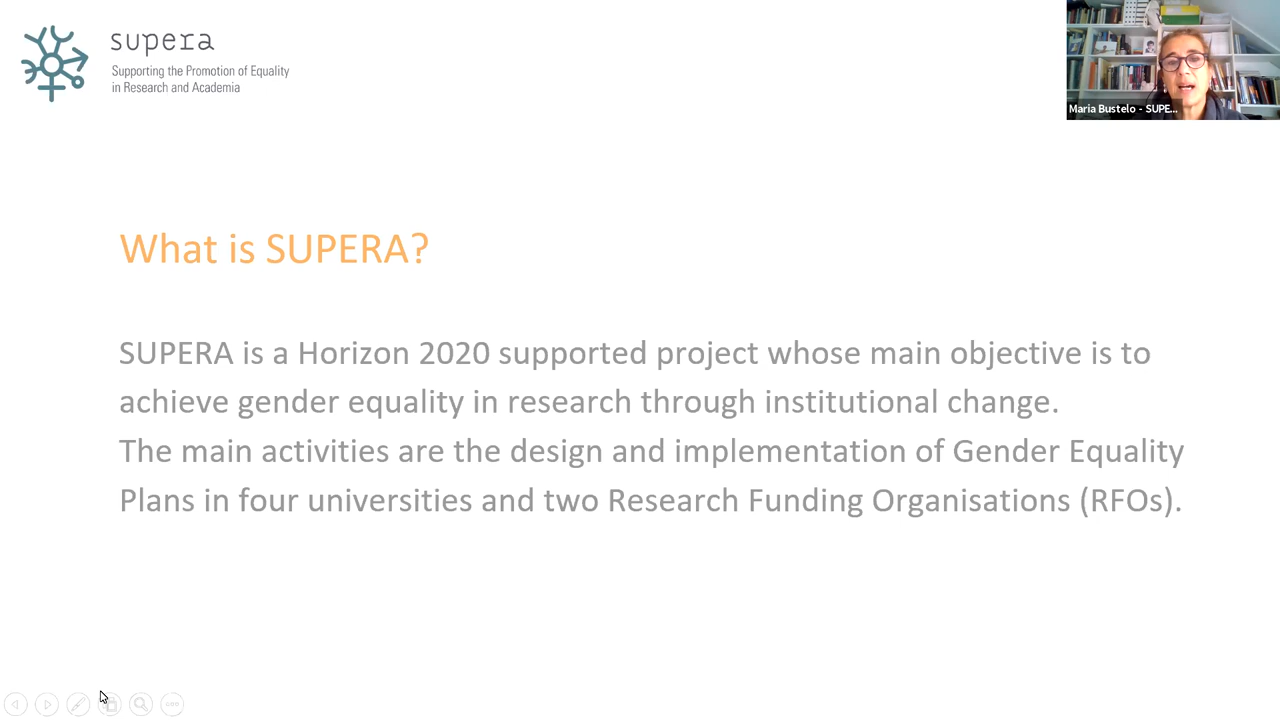 supera
Supporting the Promotion of Equality
in Research and Academia
Maria Bustelo - SUPE...
What is SUPERA?
SUPERA is a Horizon 2020 supported project whose main objective is to
achieve gender equality in research through institutional change.
The main activities are the design and implementation of Gender Equality
Plans in four universities and two Research Funding Organisations (RFOs).